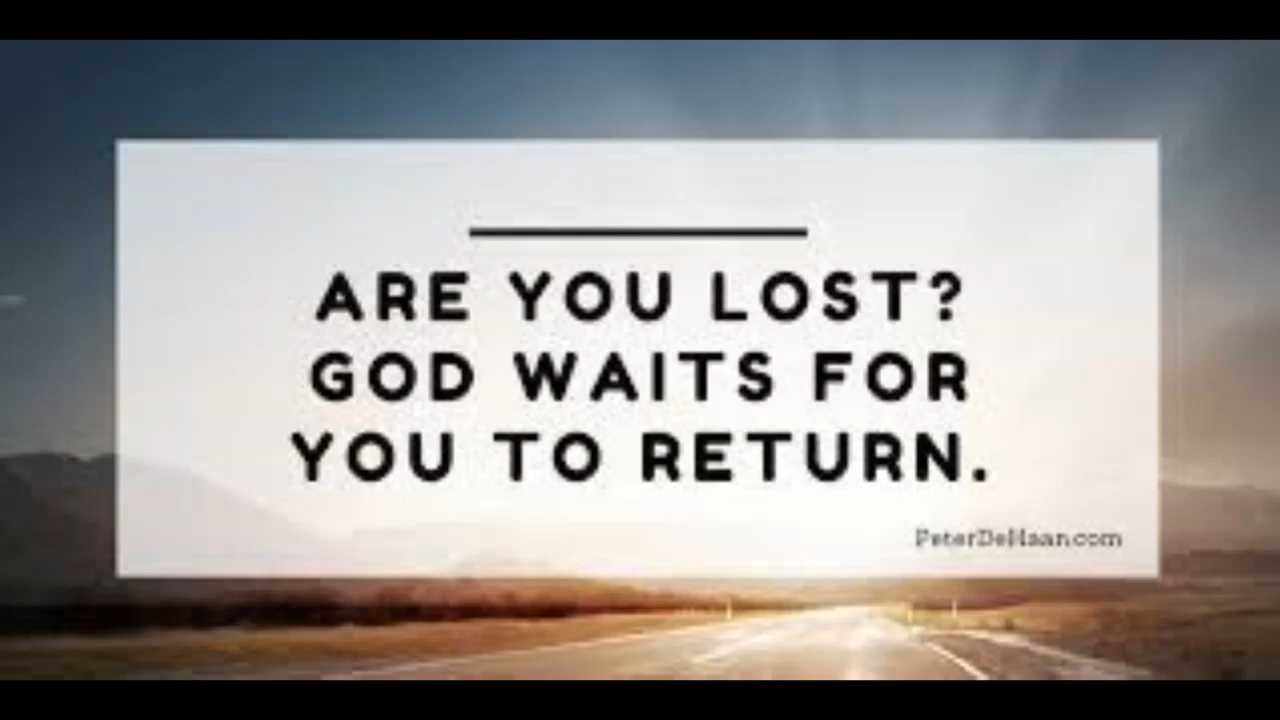 ARE YOU LOST?
GOD WAITS FOR
YOU TO RETURN.
PeterDeHaan.com